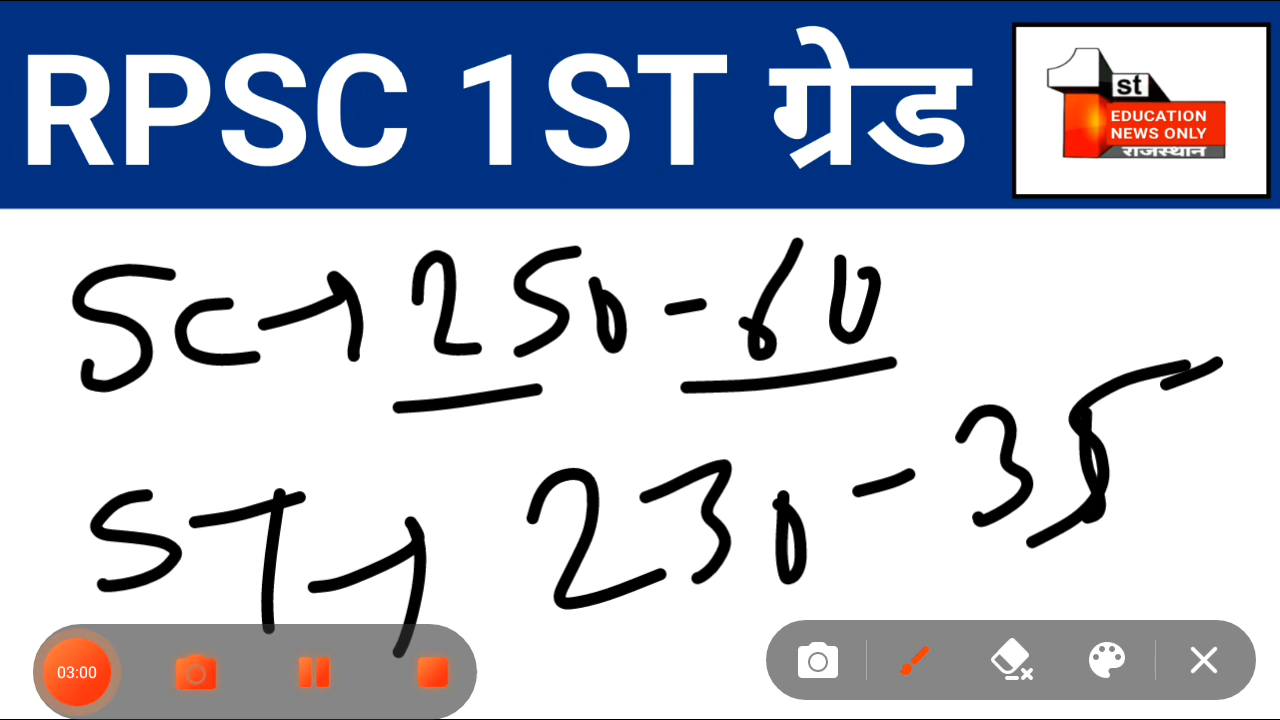 RPSC 1ST ग्रेड
1st
EDUCATION
NEWS ONLY
राजस्थान
SC → 250 - 60
ST → 230 - 35
03:00